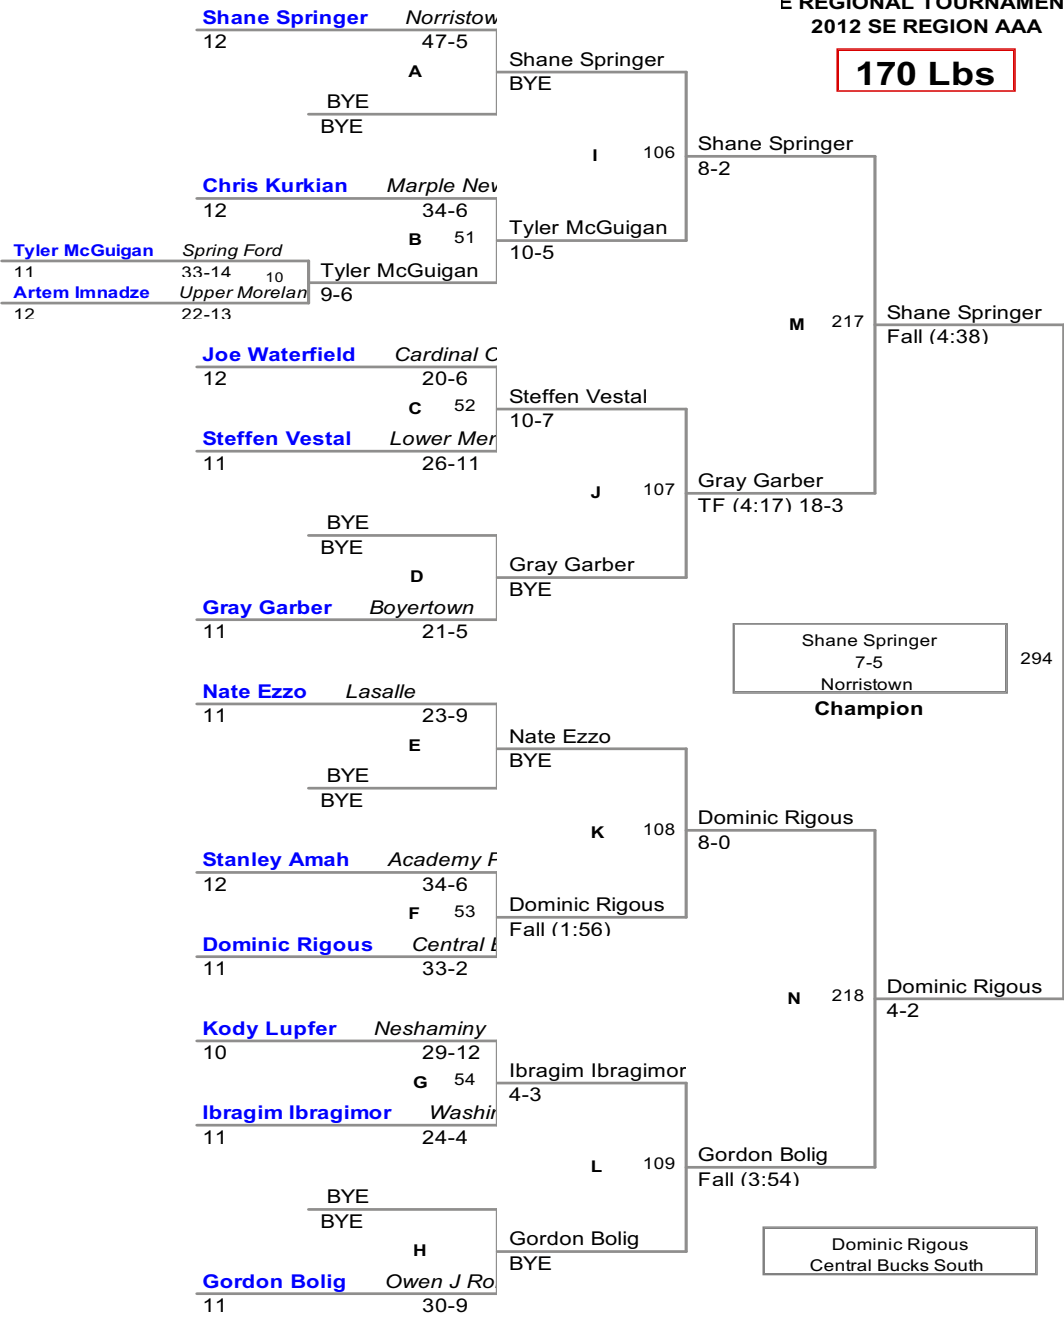 E REGIONAL TOURNAMEN
2012 SE REGION AAA
170 Lbs
Shane Springer Norristow
12 47-5
A
BYE
BYE
Shane Springer
BYE
I 106
Shane Springer
8-2
Chris Kurkian Marple New
12 34-6
B 51
Tyler McGuigan
10-5
Tyler McGuigan Spring Ford
11 33-14 10
Artem Imnadze Upper Morelan
12 22-13
Tyler McGuigan
9-6
M 217
Shane Springer
Fall (4:38)
Joe Waterfield Cardinal C
12 20-6
C 52
Steffen Vestal Lower Mer
11 26-11
Steffen Vestal
10-7
J 107
Gray Garber
TF (4:17) 18-3
BYE
BYE
D
Gray Garber
BYE
Gray Garber Boyertown
11 21-5
Shane Springer
7-5
Norristown
294
Champion
Nate Ezzo Lasalle
11 23-9
E
BYE
BYE
Nate Ezzo
BYE
K 108
Dominic Rigous
8-0
Stanley Amah Academy P
12 34-6
F 53
Dominic Rigous Central B
11 33-2
Dominic Rigous
Fall (1:56)
N 218
Dominic Rigous
4-2
Kody Lupfer Neshaminy
10 29-12
G 54
Ibragim Ibragimor Washin
11 24-4
Ibragim Ibragimor
4-3
L 109
Gordon Bolig
Fall (3:54)
BYE
BYE
H
Gordon Bolig
BYE
Gordon Bolig Owen J Ro
11 30-9
Dominic Rigous
Central Bucks South